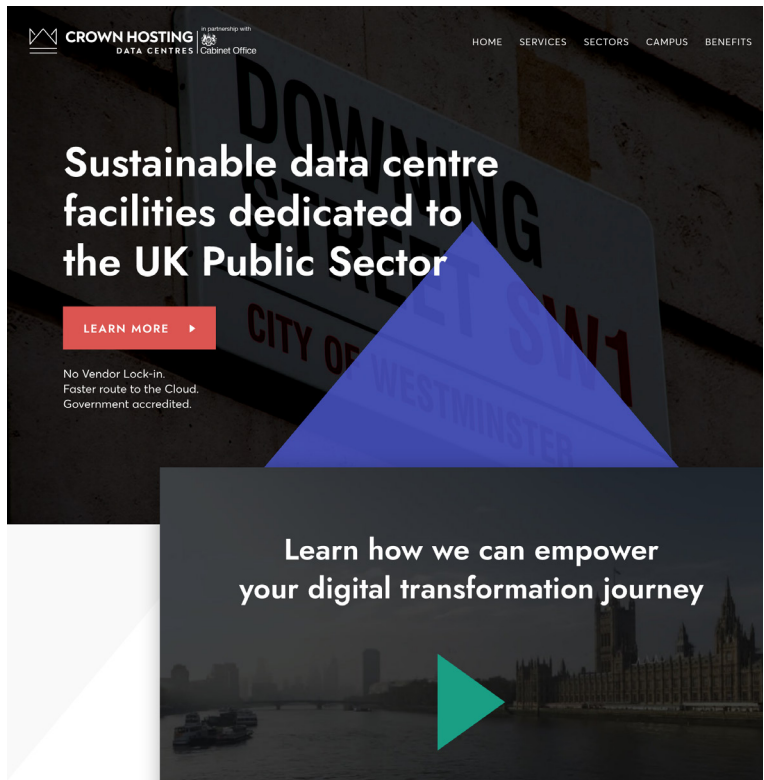 CROWN HOSTING
DATA CENTRES
in partnership with
Cabinet Office
HOME SERVICES SECTORS CAMPUS BENEFITS
DOWNING
STREET SW1
CITY OF WESTMINSTER
Sustainable data centre
facilities dedicated to
the UK Public Sector
LEARN MORE
No Vendor Lock-in.
Faster route to the Cloud.
Government accredited.
Learn how we can empower
your digital transformation journey